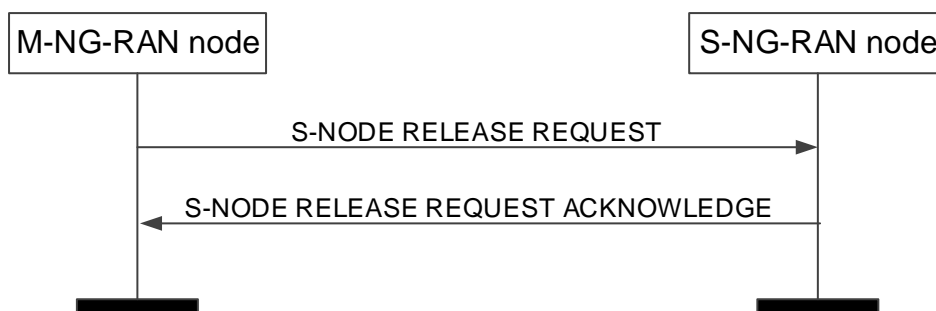 M-NG-RAN node
S-NG-RAN node
S-NODE RELEASE REQUEST
S-NODE RELEASE REQUEST ACKNOWLEDGE